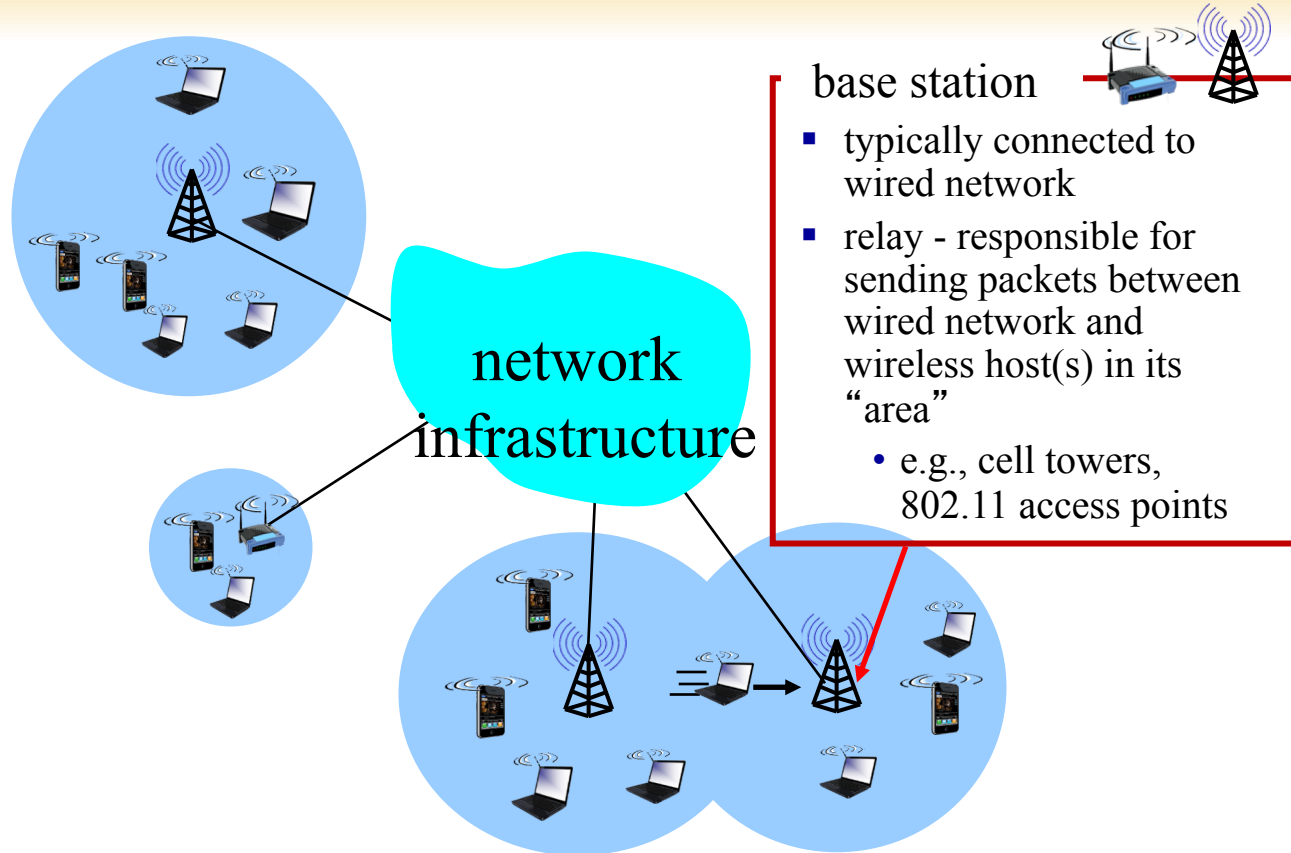 base station
▪ typically connected to
wired network
▪ relay - responsible for
sending packets between
wired network and
wireless host(s) in its
“area”
• e.g., cell towers,
802.11 access points
network
infrastructure